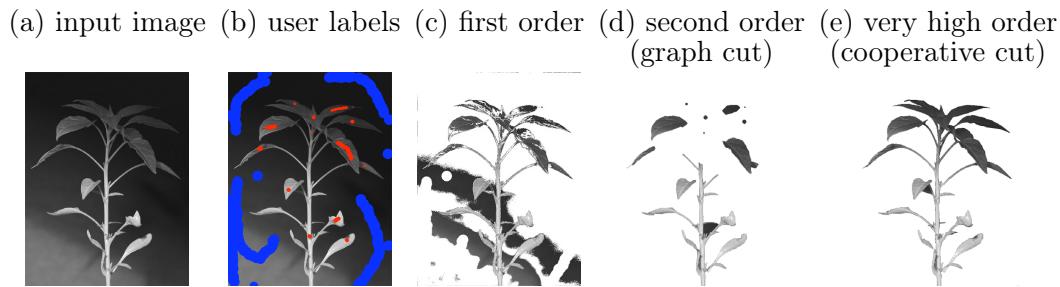 (a) input image (b) user labels (c) first order (d) second order (e) very high order
(graph cut) (cooperative cut)